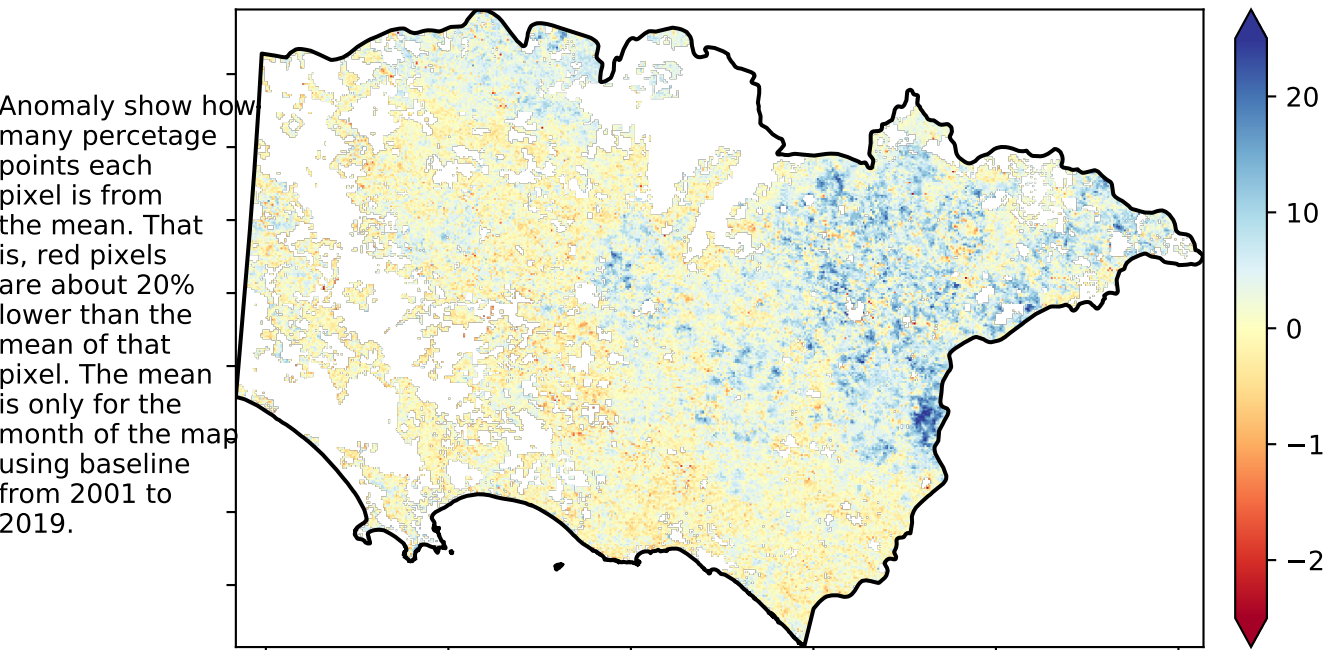 Anomaly show how
many percetage
points each
pixel is from
the mean. That
is, red pixels
are about 20%
lower than the
mean of that
pixel. The mean
is only for the
month of the map
using baseline
from 2001 to
2019.
20
10
0
−1
−2